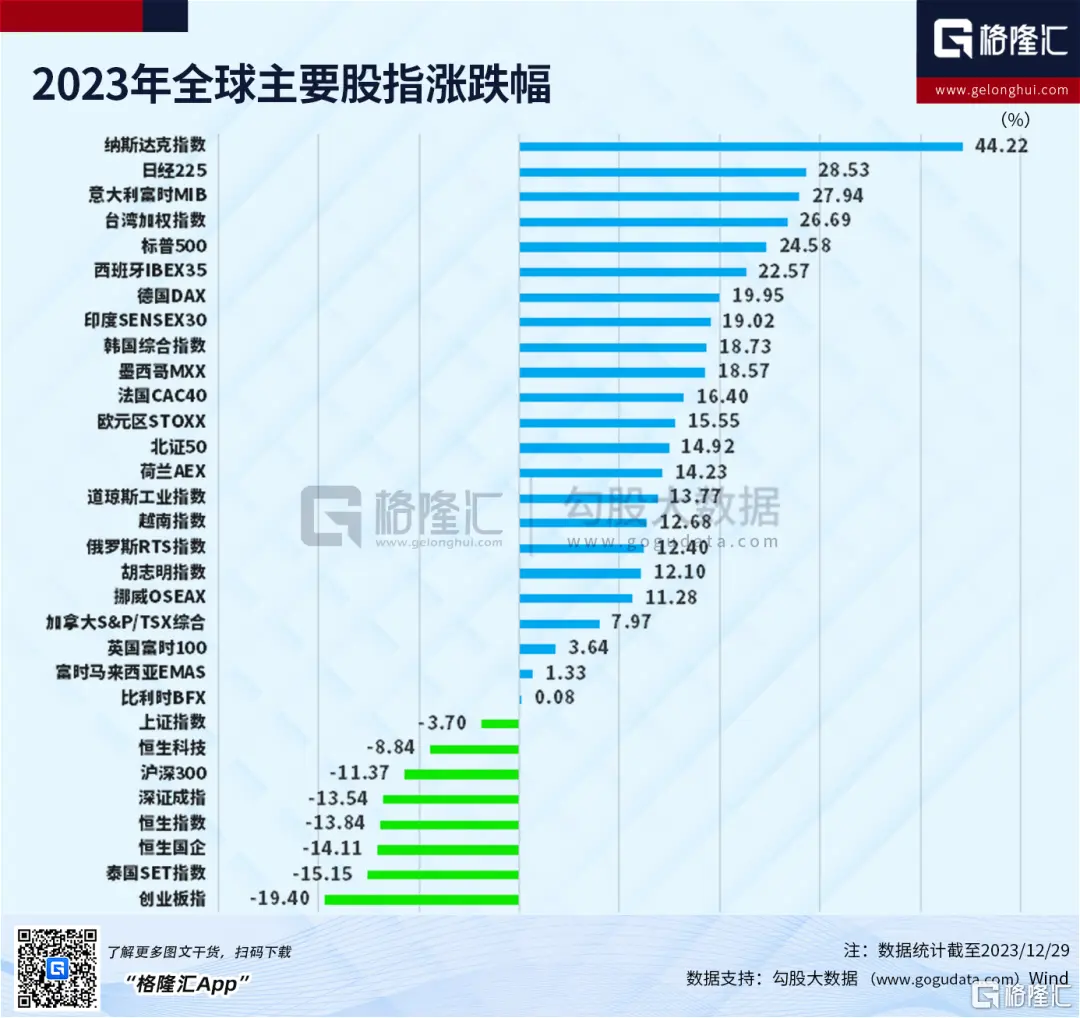 格隆汇
www.gelonghui.com
2023年全球主要股指涨跌幅
(%)
纳斯达克指数 44.22
日经225 28.53
意大利富时MIB 27.94
台湾加权指数 26.69
标普500 24.58
西班牙IBEX35 22.57
德国DAX 19.95
印度SENSEX30 19.02
韩国综合指数 18.73
墨西哥MXX 18.57
法国CAC40 16.40
欧元区STOXX 15.55
北证50 14.92
荷兰AEX 14.23
道琼斯工业指数 13.77
越南指数 12.68
俄罗斯RTS指数 12.40
胡志明指数 12.10
挪威OSEAX 11.28
加拿大S&P/TSX综合 7.97
英国富时100 3.64
富时马来西亚EMAS 1.33
比利时BFX 0.08
上证指数 -3.70
恒生科技 -8.84
沪深300 -11.37
深证成指 -13.54
恒生指数 -13.84
恒生国企 -14.11
泰国SET指数 -15.15
创业板指 -19.40
格隆汇 勾股大数据
www.gelonghui.com www.gogudata.com
了解更多图文干货，扫码下载
“格隆汇App”
注：数据统计截至2023/12/29
数据支持：勾股大数据（www.gogudata.com）Wind
格隆汇